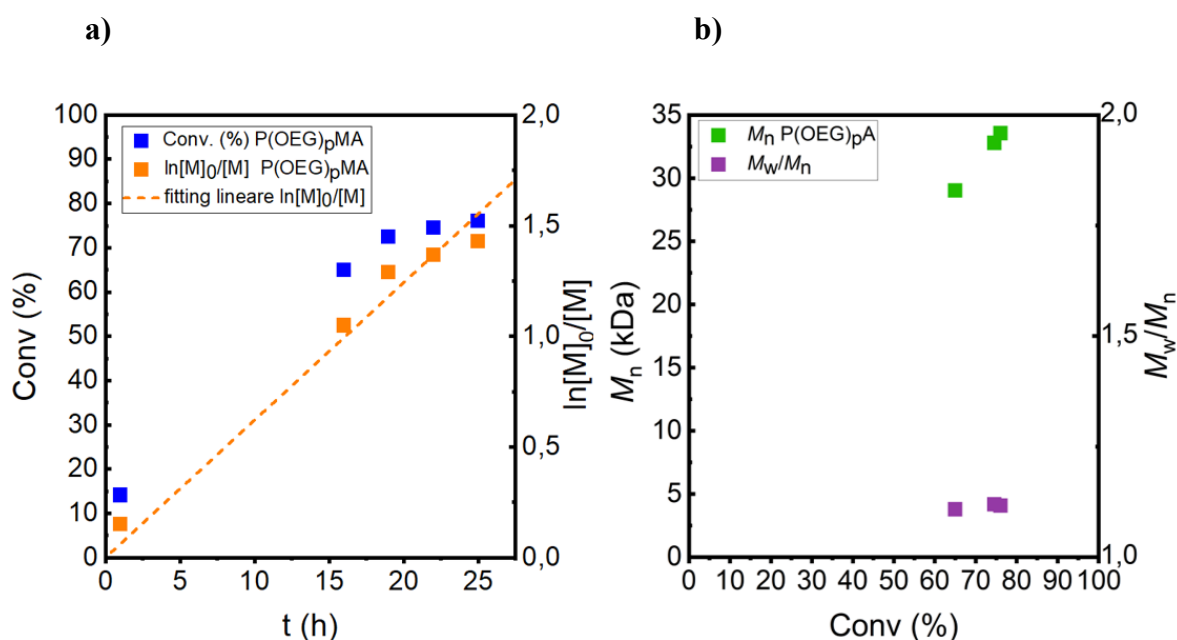 a)
100
90
80
70
60
50
40
30
20
10
0
Conv (%)
Conv. (%) P(OEG)pMA
ln[M]0/[M] P(OEG)pMA
fitting lineare ln[M]0/[M]
2,0
1,5
1,0
0,5
0,0
ln[M]0/[M]
0 5 10 15 20 25
t (h)
b)
35
30
25
20
15
10
5
0
Mn (kDa)
Mn P(OEG)pA
Mw/Mn
2,0
1,5
1,0
Mw/Mn
0 10 20 30 40 50 60 70 80 90 100
Conv (%)